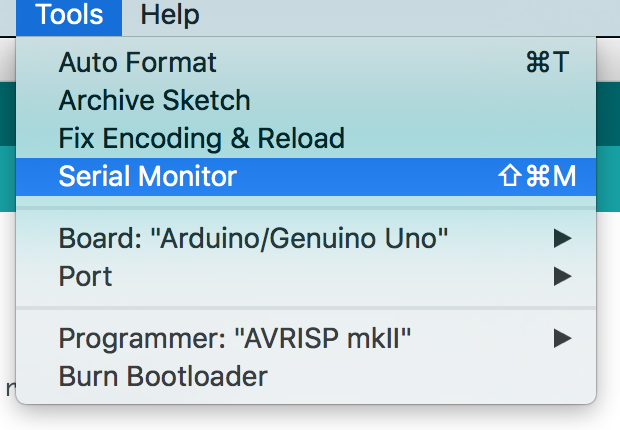 Tools Help
Auto Format ⌘T
Archive Sketch
Fix Encoding & Reload
Serial Monitor ⇧⌘M
Board: "Arduino/Genuino Uno" ▶
Port ▶
Programmer: "AVRISP mkII" ▶
Burn Bootloader